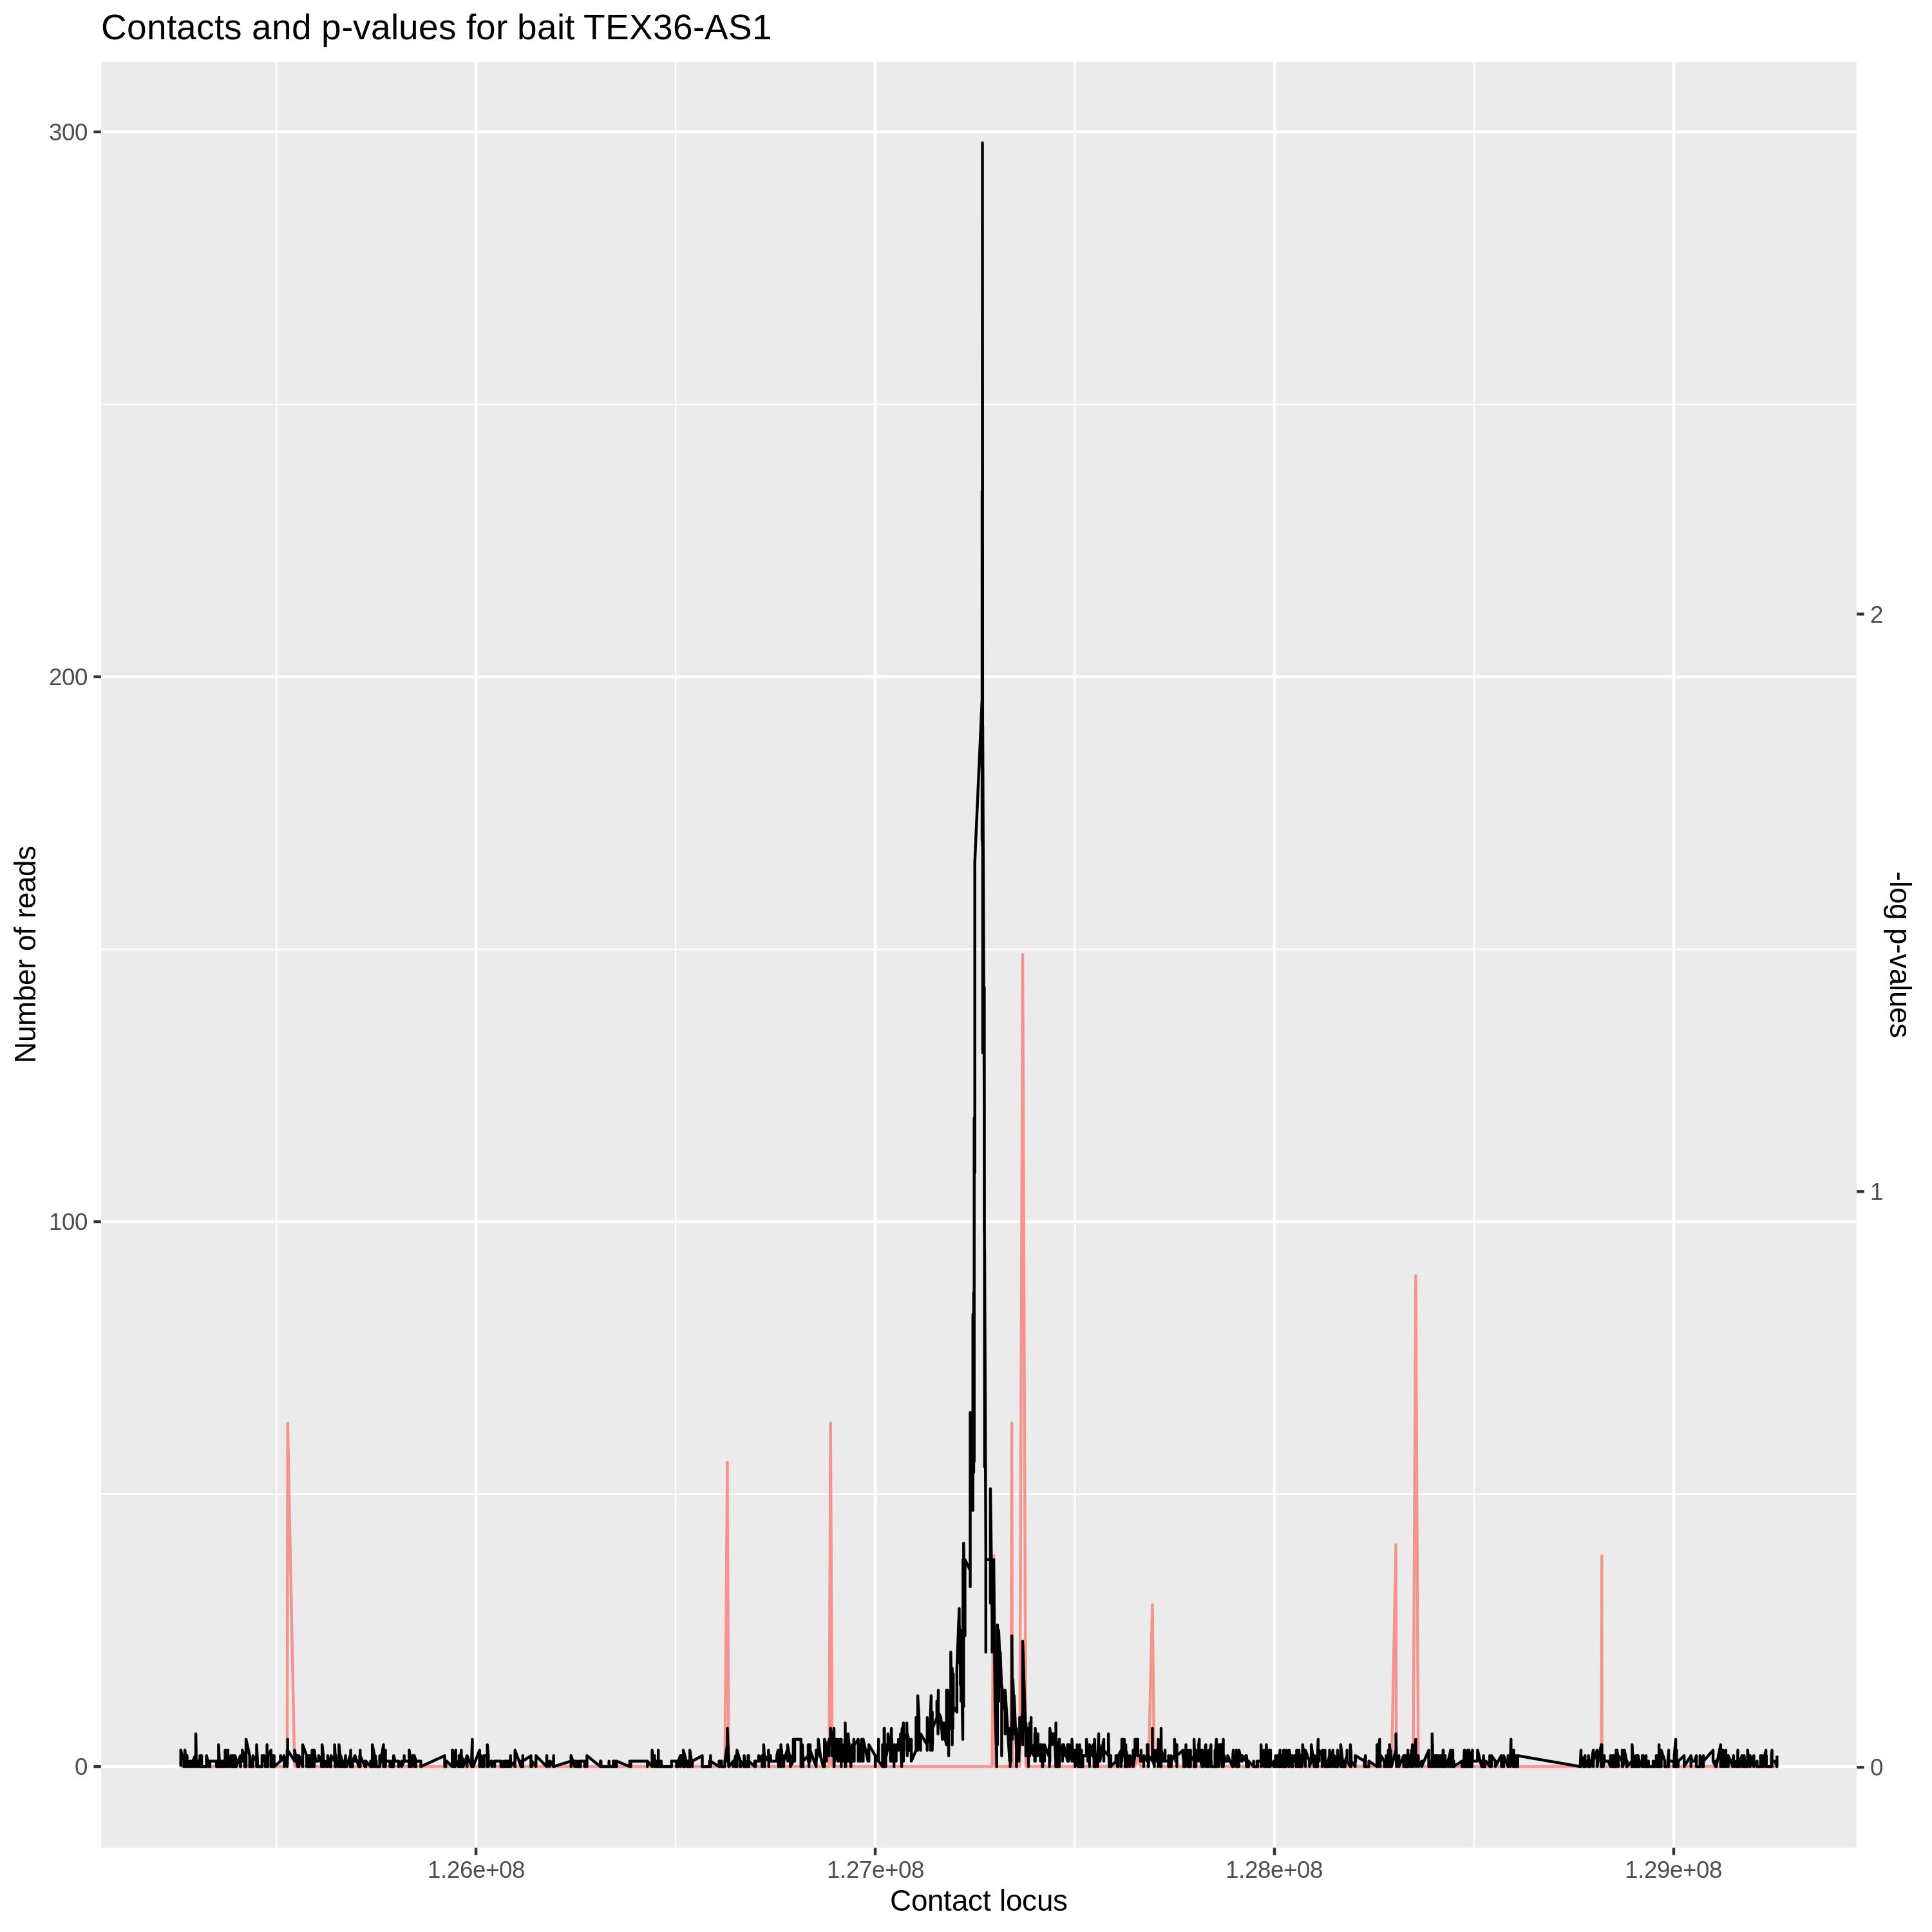 Contacts and p-values for bait TEX36-AS1
300
200
100
0
Number of reads
2
1
0
-log p-values
1.26e+08
1.27e+08
1.28e+08
1.29e+08
Contact locus